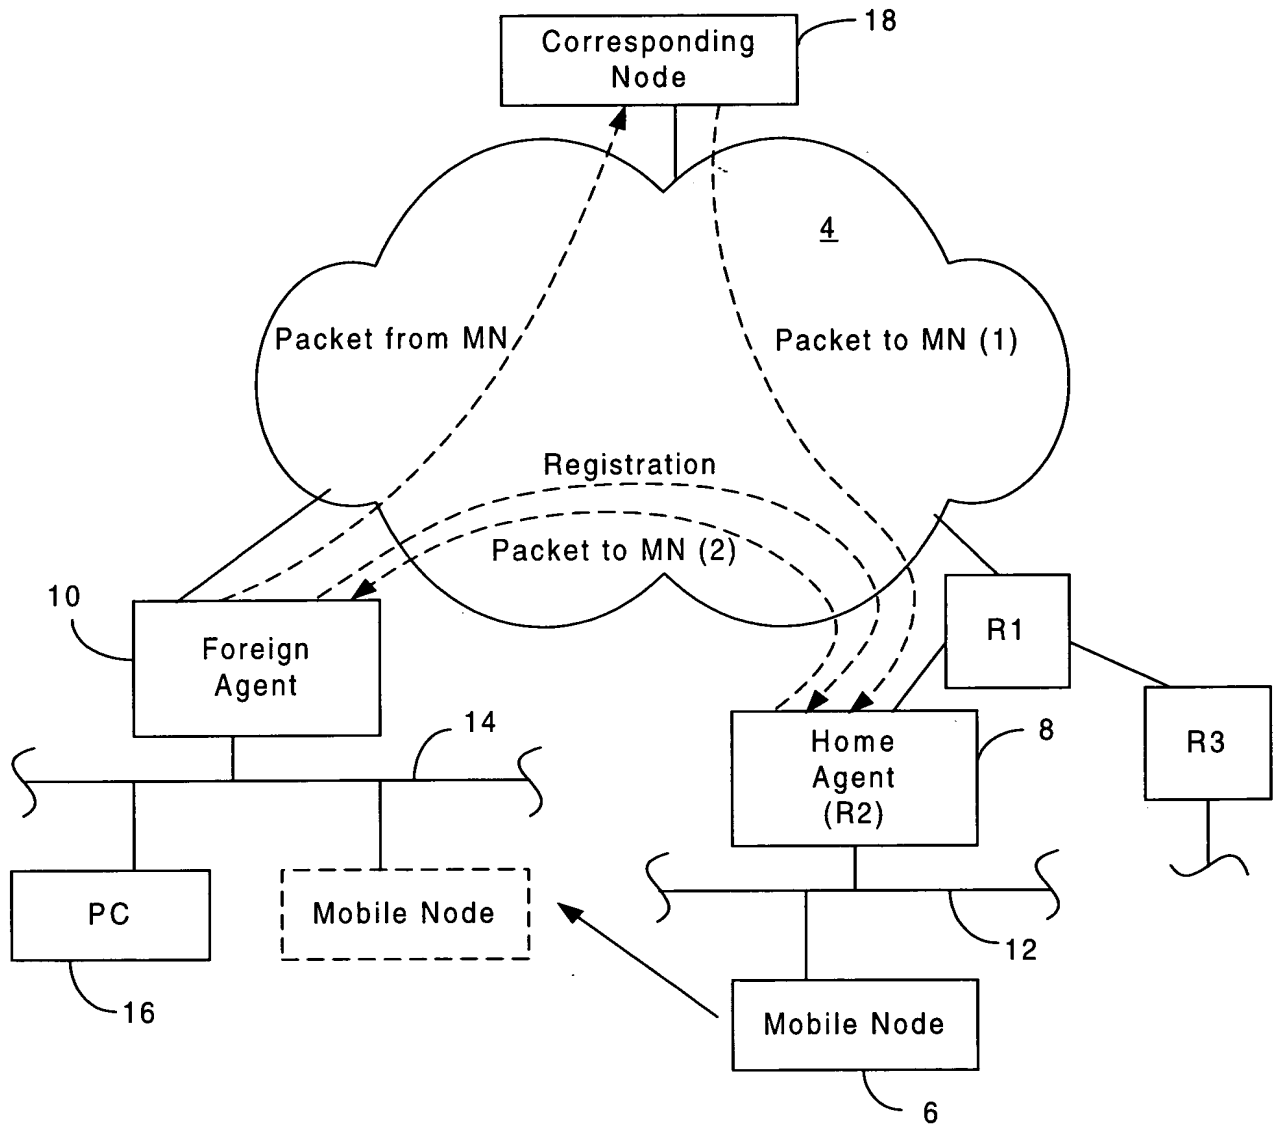 18
Corresponding
Node
4
Packet from MN
Packet to MN (1)
Registration
Packet to MN (2)
10
Foreign
Agent
R1
14
8
R3
Home
Agent
(R2)
PC
Mobile Node
12
16
Mobile Node
6